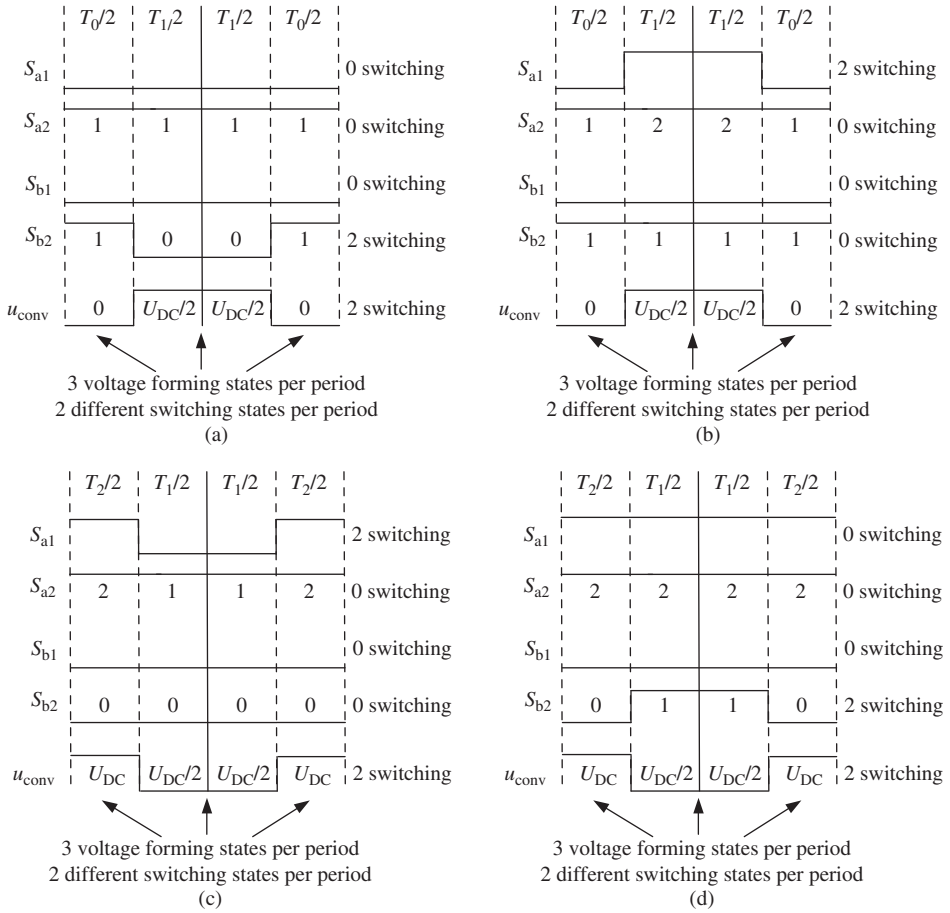 T0/2 T1/2 T1/2 T0/2
Sa1 0 switching
Sa2 1 1 1 1 0 switching
Sb1 0 switching
Sb2 1 0 0 1 2 switching
uconv 0 UDC/2 UDC/2 0 2 switching
3 voltage forming states per period
2 different switching states per period
(a)
T0/2 T1/2 T1/2 T0/2
Sa1 2 switching
Sa2 1 2 2 1 0 switching
Sb1 0 switching
Sb2 1 1 1 1 0 switching
uconv 0 UDC/2 UDC/2 0 2 switching
3 voltage forming states per period
2 different switching states per period
(b)
T2/2 T1/2 T1/2 T2/2
Sa1 2 switching
Sa2 2 1 1 2 0 switching
Sb1 0 switching
Sb2 0 0 0 0 0 switching
uconv UDC UDC/2 UDC/2 UDC 2 switching
3 voltage forming states per period
2 different switching states per period
(c)
T2/2 T1/2 T1/2 T2/2
Sa1 0 switching
Sa2 2 2 2 2 0 switching
Sb1 0 switching
Sb2 0 1 1 0 2 switching
uconv UDC UDC/2 UDC/2 UDC 2 switching
3 voltage forming states per period
2 different switching states per period
(d)